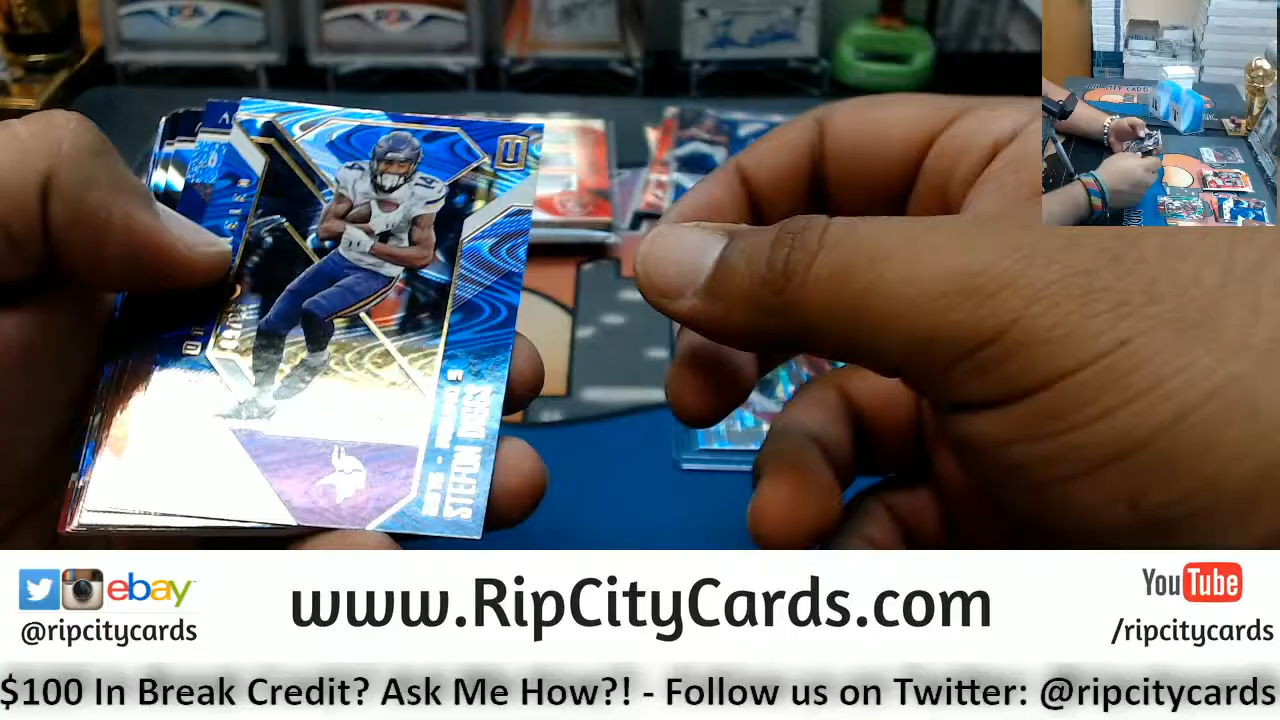 STEFON DIGGS
14
ebay
@ripcitycards
www.RipCityCards.com
YouTube
/ripcitycards
$100 In Break Credit? Ask Me How?! - Follow us on Twitter: @ripcitycards